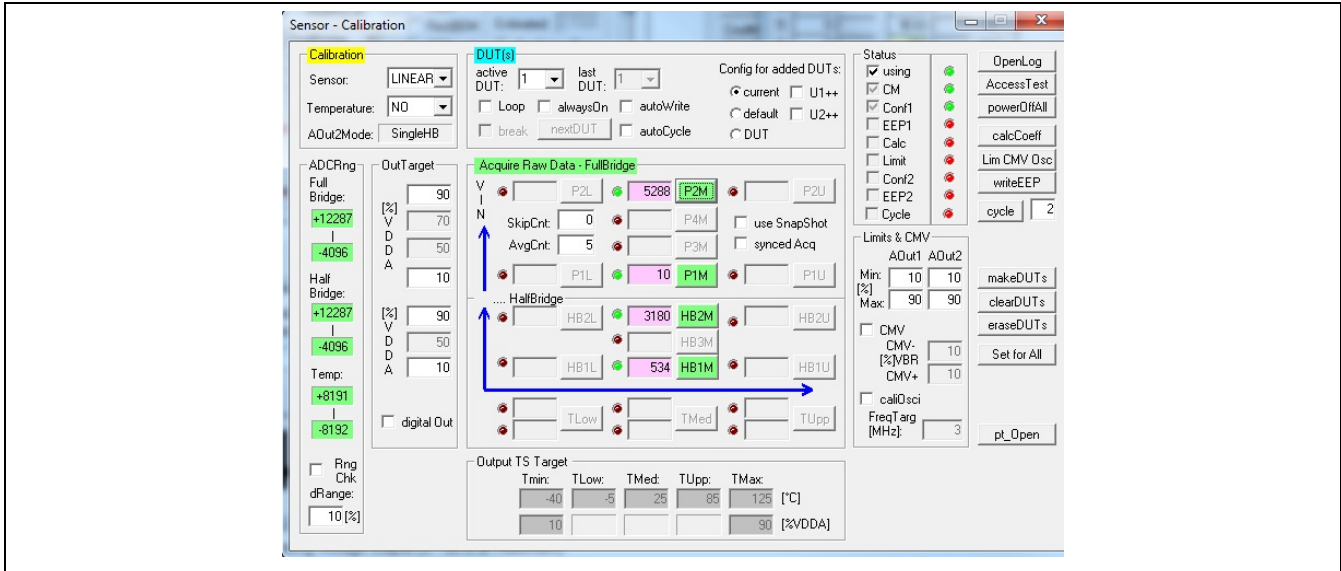 Sensor - Calibration
Calibration
Sensor: LINEAR
Temperature: NO
AOut2Mode: SingleHB
DUT(s)
active DUT: 1 last DUT: 1
Config for added DUTs:
current U1++
Loop alwaysOn autoWrite
default U2++
break nextDUT autoCycle
DUT
Status
using
CM
Conf1
EEP1
Calc
Limit
Conf2
EEP2
Cycle
OpenLog
AccessTest
powerOffAll
calcCoeff
Lim CMV Osc
writeEEP
cycle 2
makeDUTs
clearDUTs
eraseDUTs
Set for All
pt_Open
ADCRng
Full
Bridge:
+12287
|
-4096
Half
Bridge:
+12287
|
-4096
Temp:
+8191
|
-8192
Rng
Chk
dRange:
10 [%]
OutTarget
[%]
V
D
D
A
90
70
50
10
[%]
V
D
D
A
90
50
10
digital Out
Acquire Raw Data - FullBridge
V
I
N
P2L 5288 P2M P2U
SkipCnt: 0 P4M use SnapShot
AvgCnt: 5 P3M synced Acq
P1L 10 P1M P1U
.... HalfBridge
HB2L 3180 HB2M HB2U
HB3M
HB1L 534 HB1M HB1U
TLow TMed TUpp
Limits & CMV
AOut1 AOut2
Min: 10 10
[%]
Max: 90 90
CMV
CMV- 10
[%]VBR
CMV+ 10
caliOsci
FreqTarg
[MHz]: 3
Output TS Target
Tmin: TLow: TMed: TUpp: TMax:
-40 -5 25 85 125 [°C]
10 90 [%VDDA]